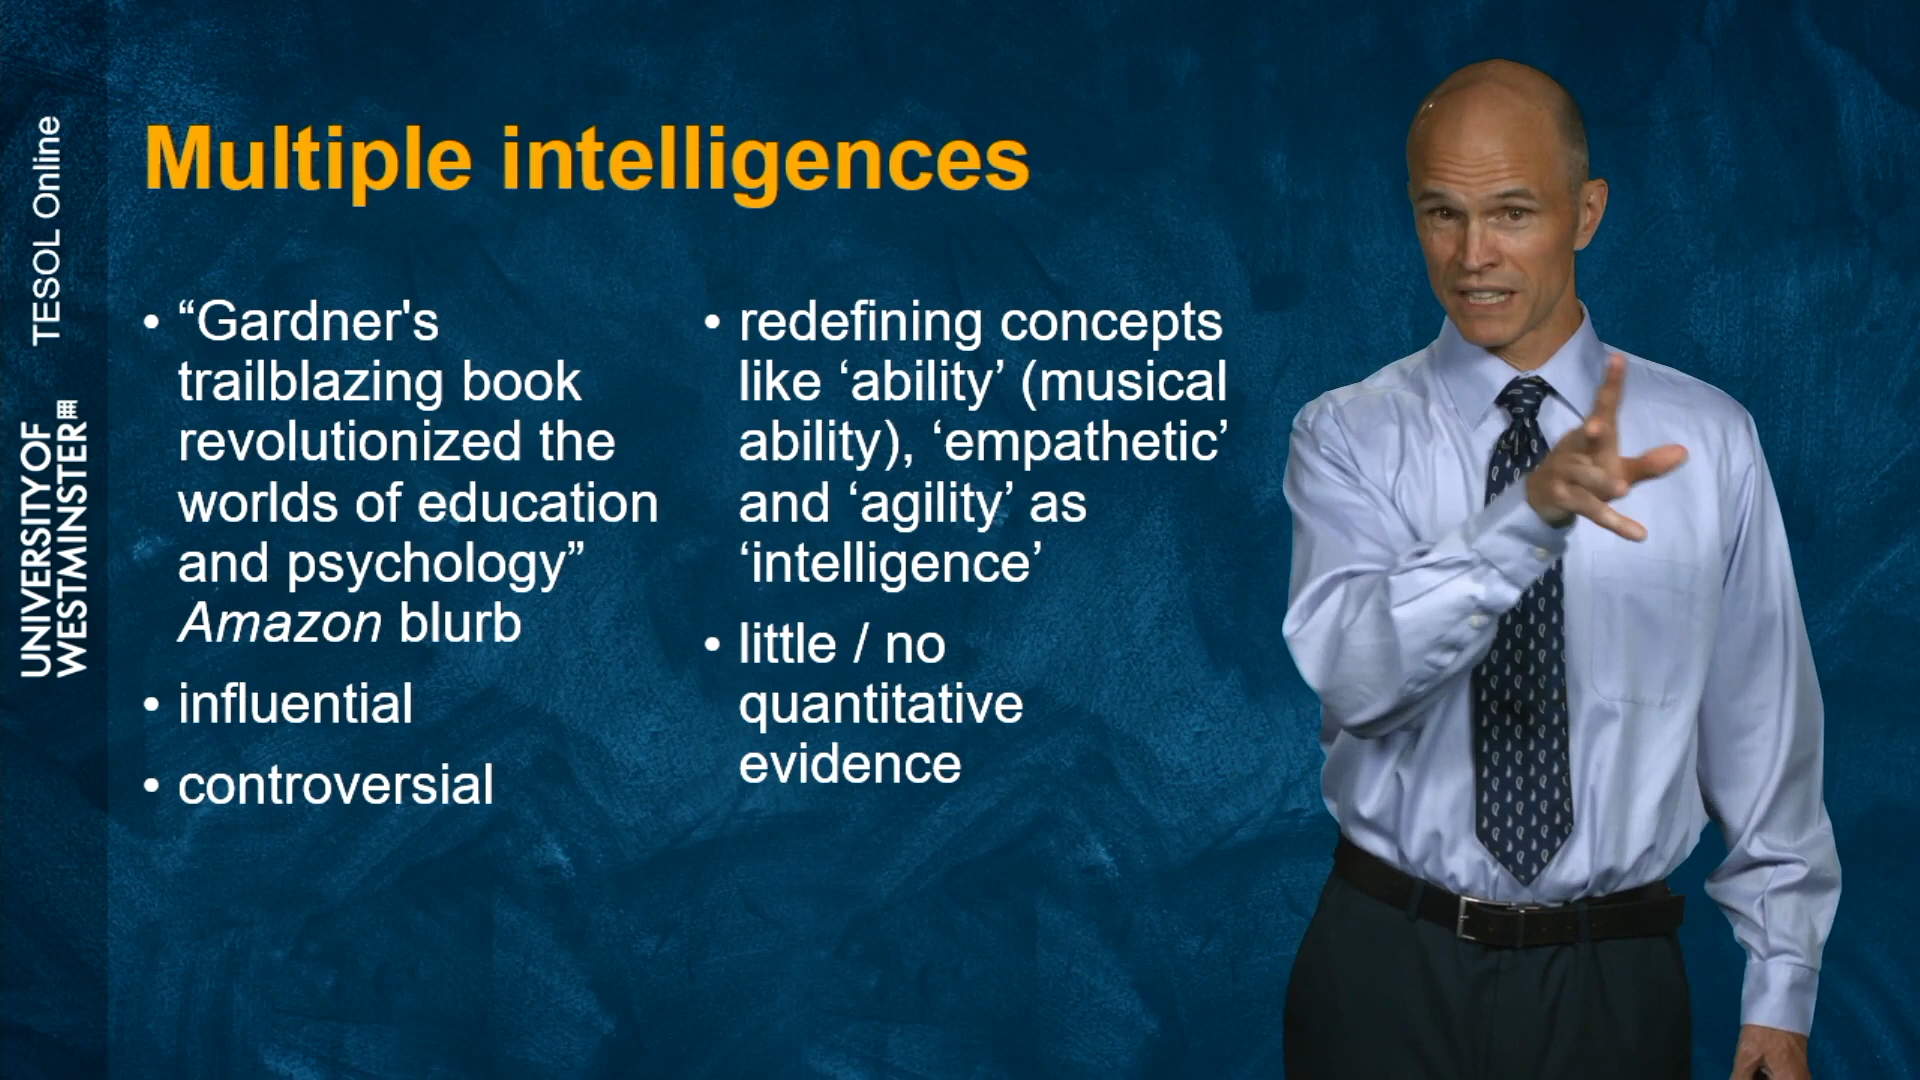 TESOL Online
UNIVERSITY OF
WESTMINSTER
Multiple intelligences
• “Gardner's
trailblazing book
revolutionized the
worlds of education
and psychology”
Amazon blurb
• influential
• controversial
• redefining concepts
like ‘ability’ (musical
ability), ‘empathetic’
and ‘agility’ as
‘intelligence’
• little / no
quantitative
evidence